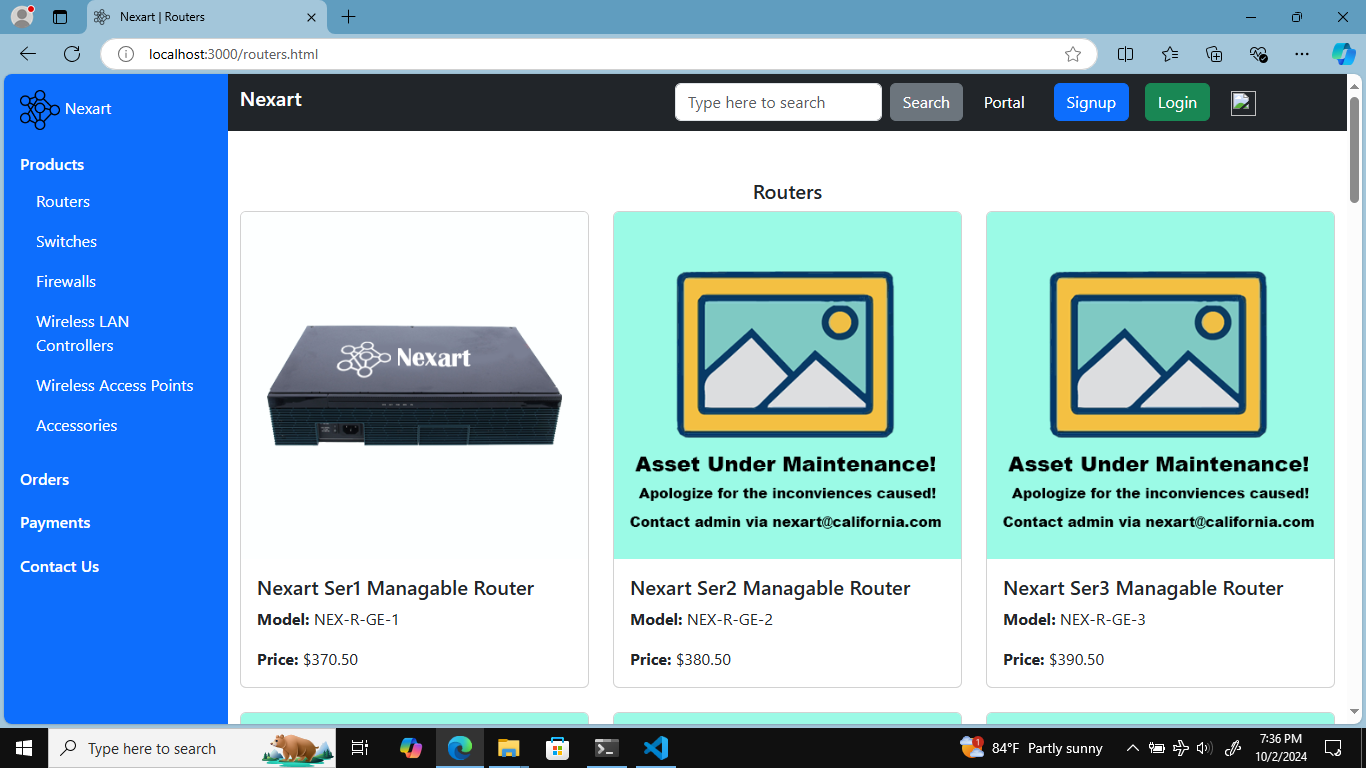 Nexart | Routers
localhost:3000/routers.html
Nexart
Nexart
Type here to search
Search
Portal
Signup
Login
Products
Routers
Switches
Firewalls
Wireless LAN
Controllers
Wireless Access Points
Accessories
Orders
Payments
Contact Us
Routers
Nexart
Nexart Ser1 Managable Router
Model: NEX-R-GE-1
Price: $370.50
Asset Under Maintenance!
Apologize for the inconviences caused!
Contact admin via nexart@california.com
Nexart Ser2 Managable Router
Model: NEX-R-GE-2
Price: $380.50
Asset Under Maintenance!
Apologize for the inconviences caused!
Contact admin via nexart@california.com
Nexart Ser3 Managable Router
Model: NEX-R-GE-3
Price: $390.50
Type here to search
1
84°F Partly sunny
7:36 PM
10/2/2024